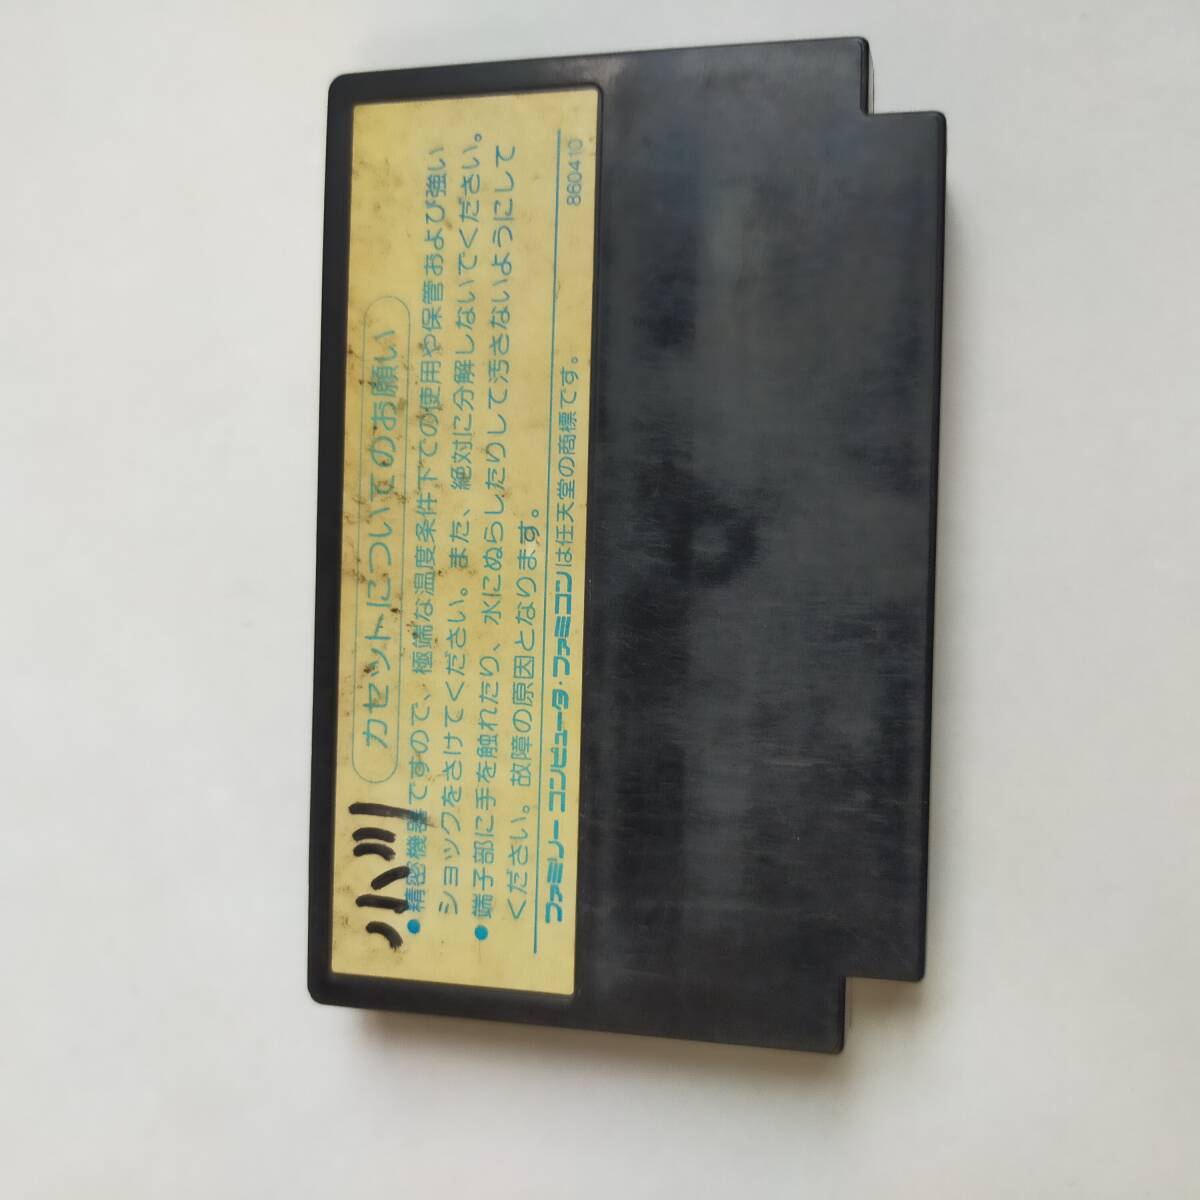 小川
カセットについてのお願い
●精密機器ですので、極端な温度条件下での使用や保管および強い
ショックをさけてください。また、絶対に分解しないでください。
●端子部に手を触れたり、水にぬらしたりして汚さないようにして
ください。故障の原因となります。
ファミリーコンピュータ・ファミコンは任天堂の商標です。
860410